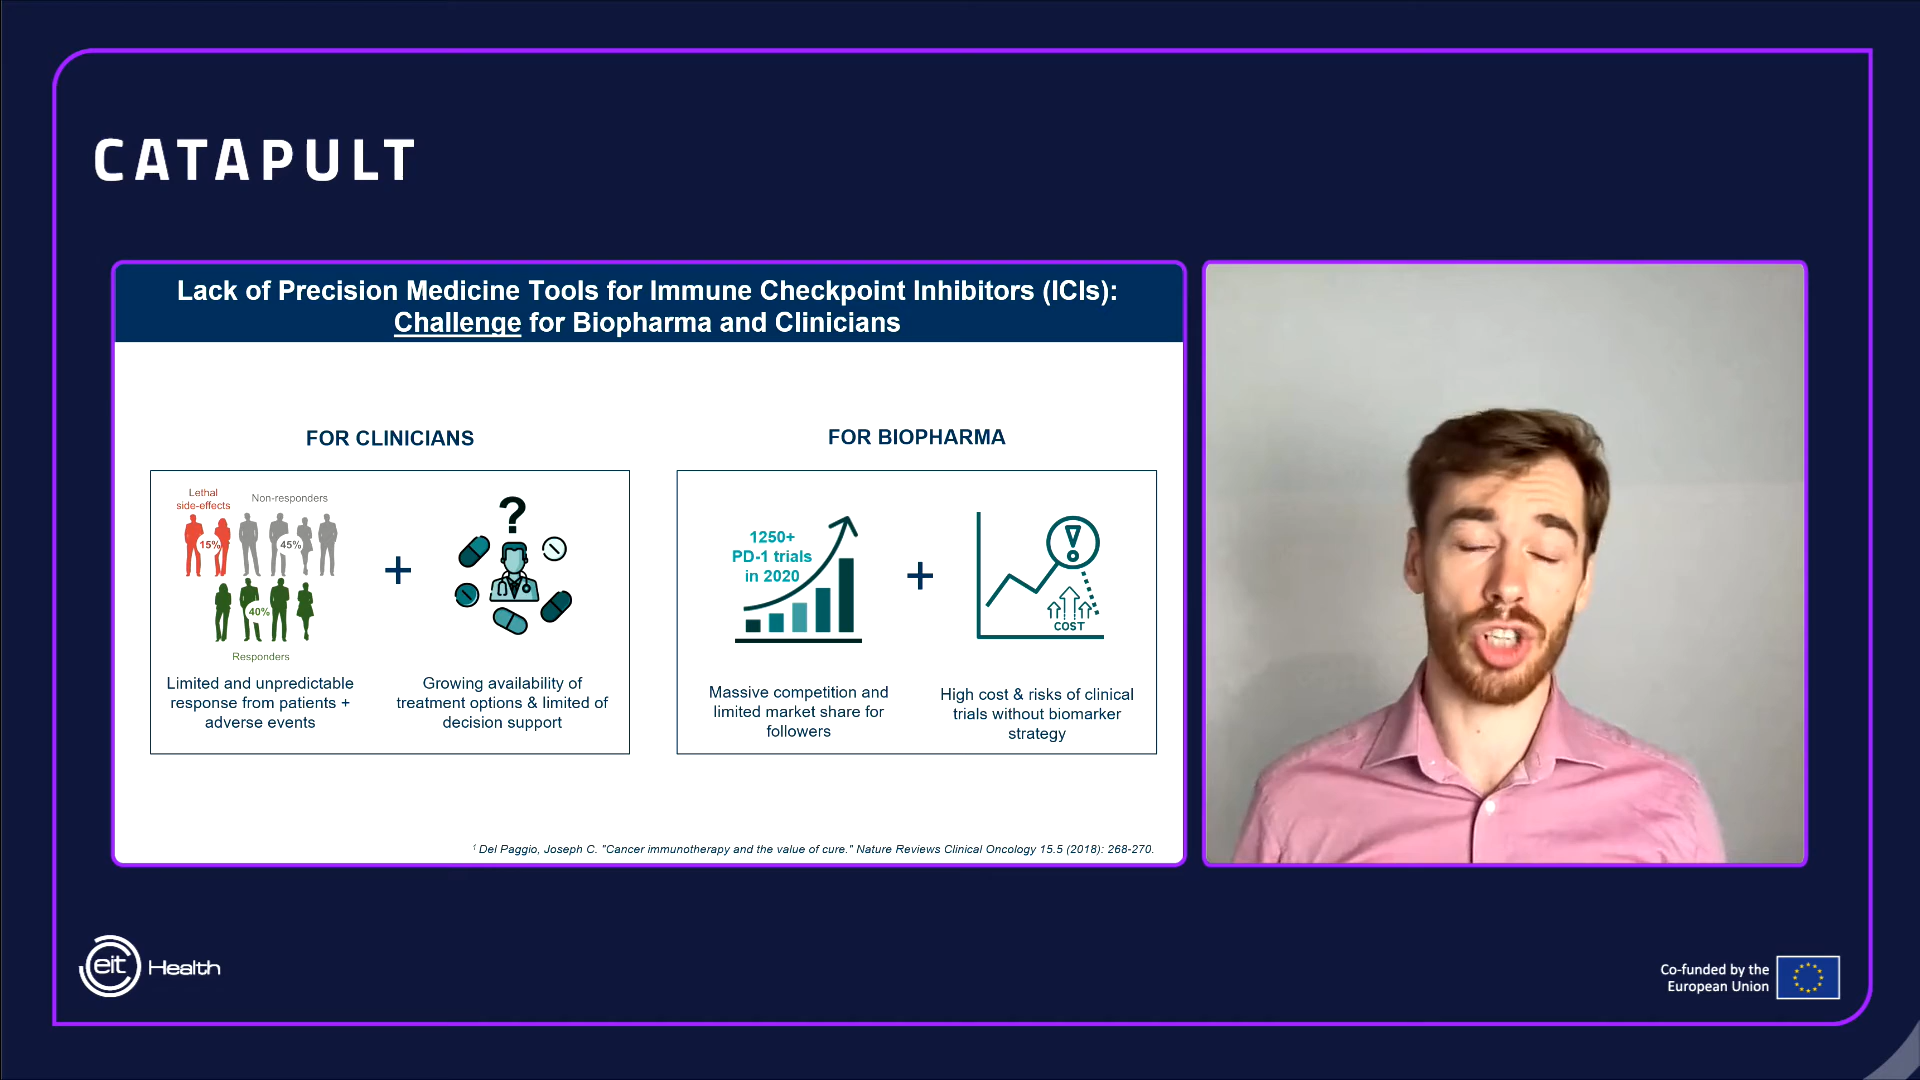 CATAPULT
Lack of Precision Medicine Tools for Immune Checkpoint Inhibitors (ICIs):
Challenge for Biopharma and Clinicians
FOR CLINICIANS
Lethal
side-effects
Non-responders
15%
45%
40%
Responders
+
?
Limited and unpredictable
response from patients +
adverse events
Growing availability of
treatment options & limited of
decision support
FOR BIOPHARMA
1250+
PD-1 trials
in 2020
+
!
COST
Massive competition and
limited market share for
followers
High cost & risks of clinical
trials without biomarker
strategy
¹ Del Paggio, Joseph C. "Cancer immunotherapy and the value of cure." Nature Reviews Clinical Oncology 15.5 (2018): 268-270.
eit Health
Co-funded by the
European Union